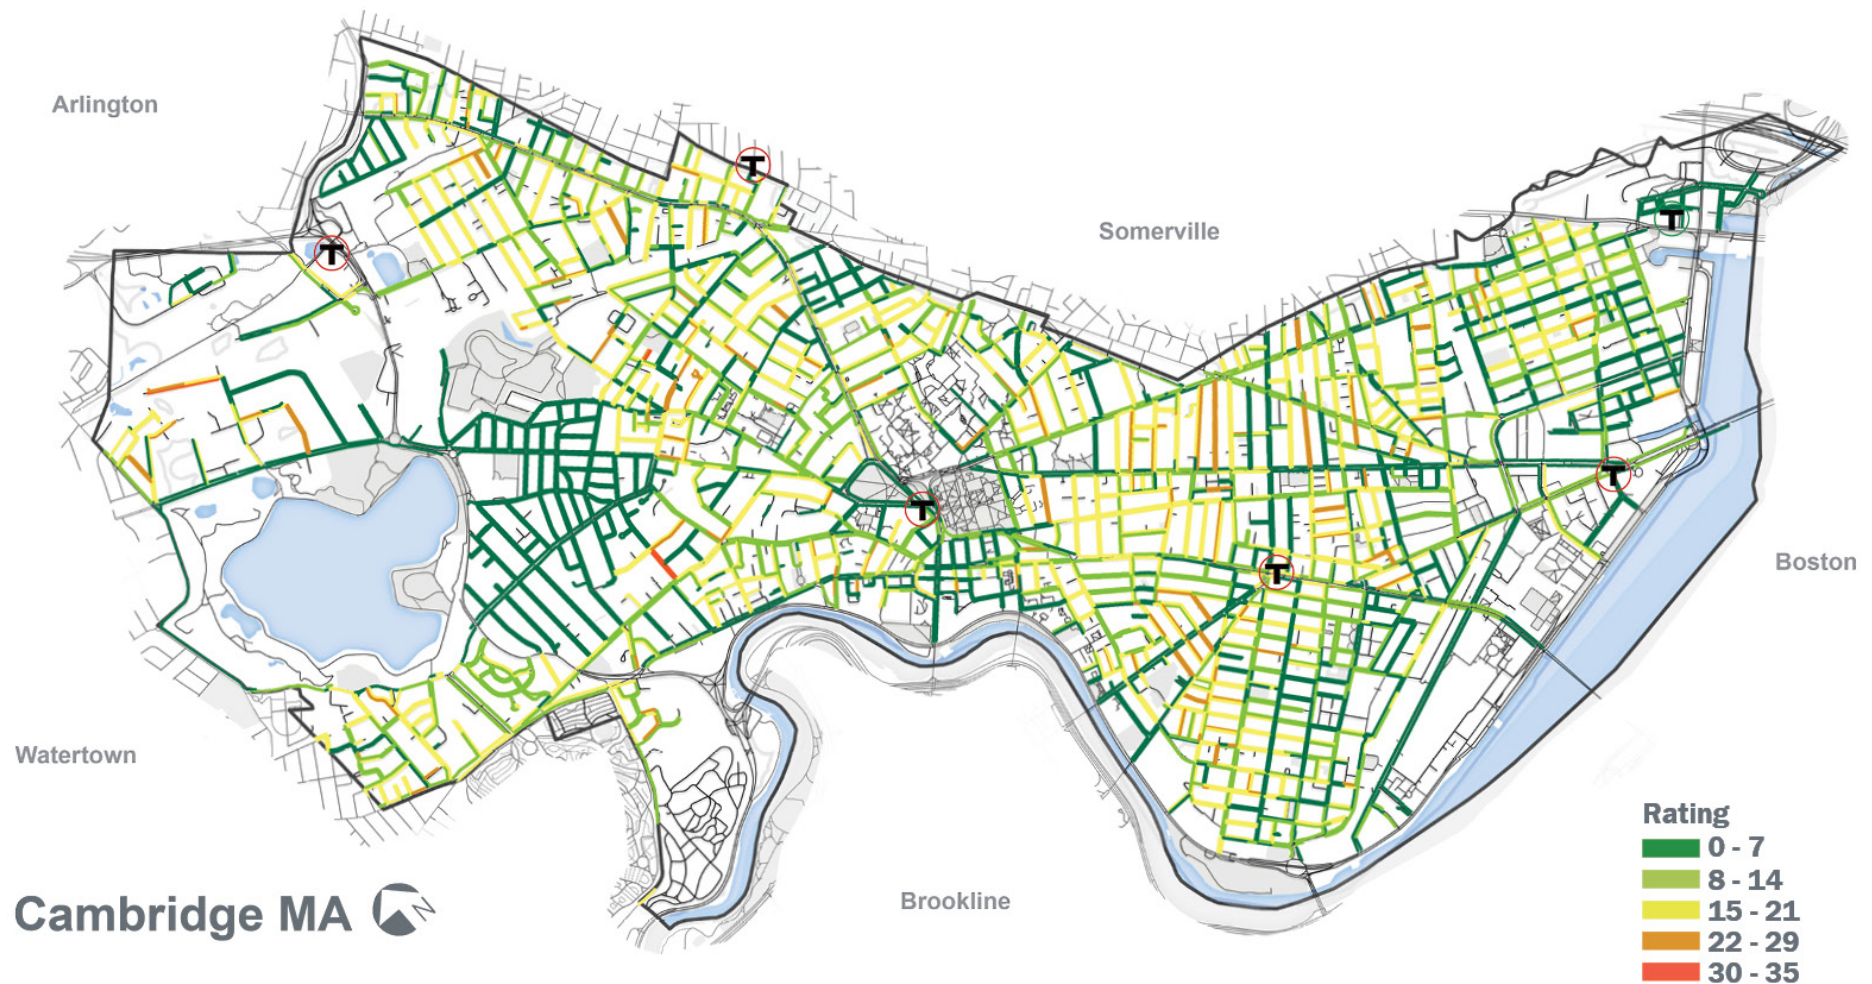 Arlington
Somerville
Boston
Watertown
Brookline
Cambridge MA
N
Rating
0 - 7
8 - 14
15 - 21
22 - 29
30 - 35
T
T
T
T
T
T
T